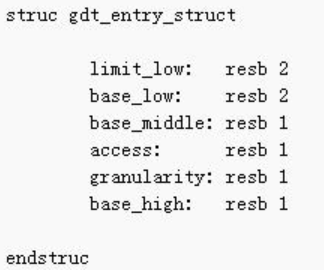 struc gdt_entry_struct
limit_low: resb 2
base_low: resb 2
base_middle: resb 1
access: resb 1
granularity: resb 1
base_high: resb 1
endstruc